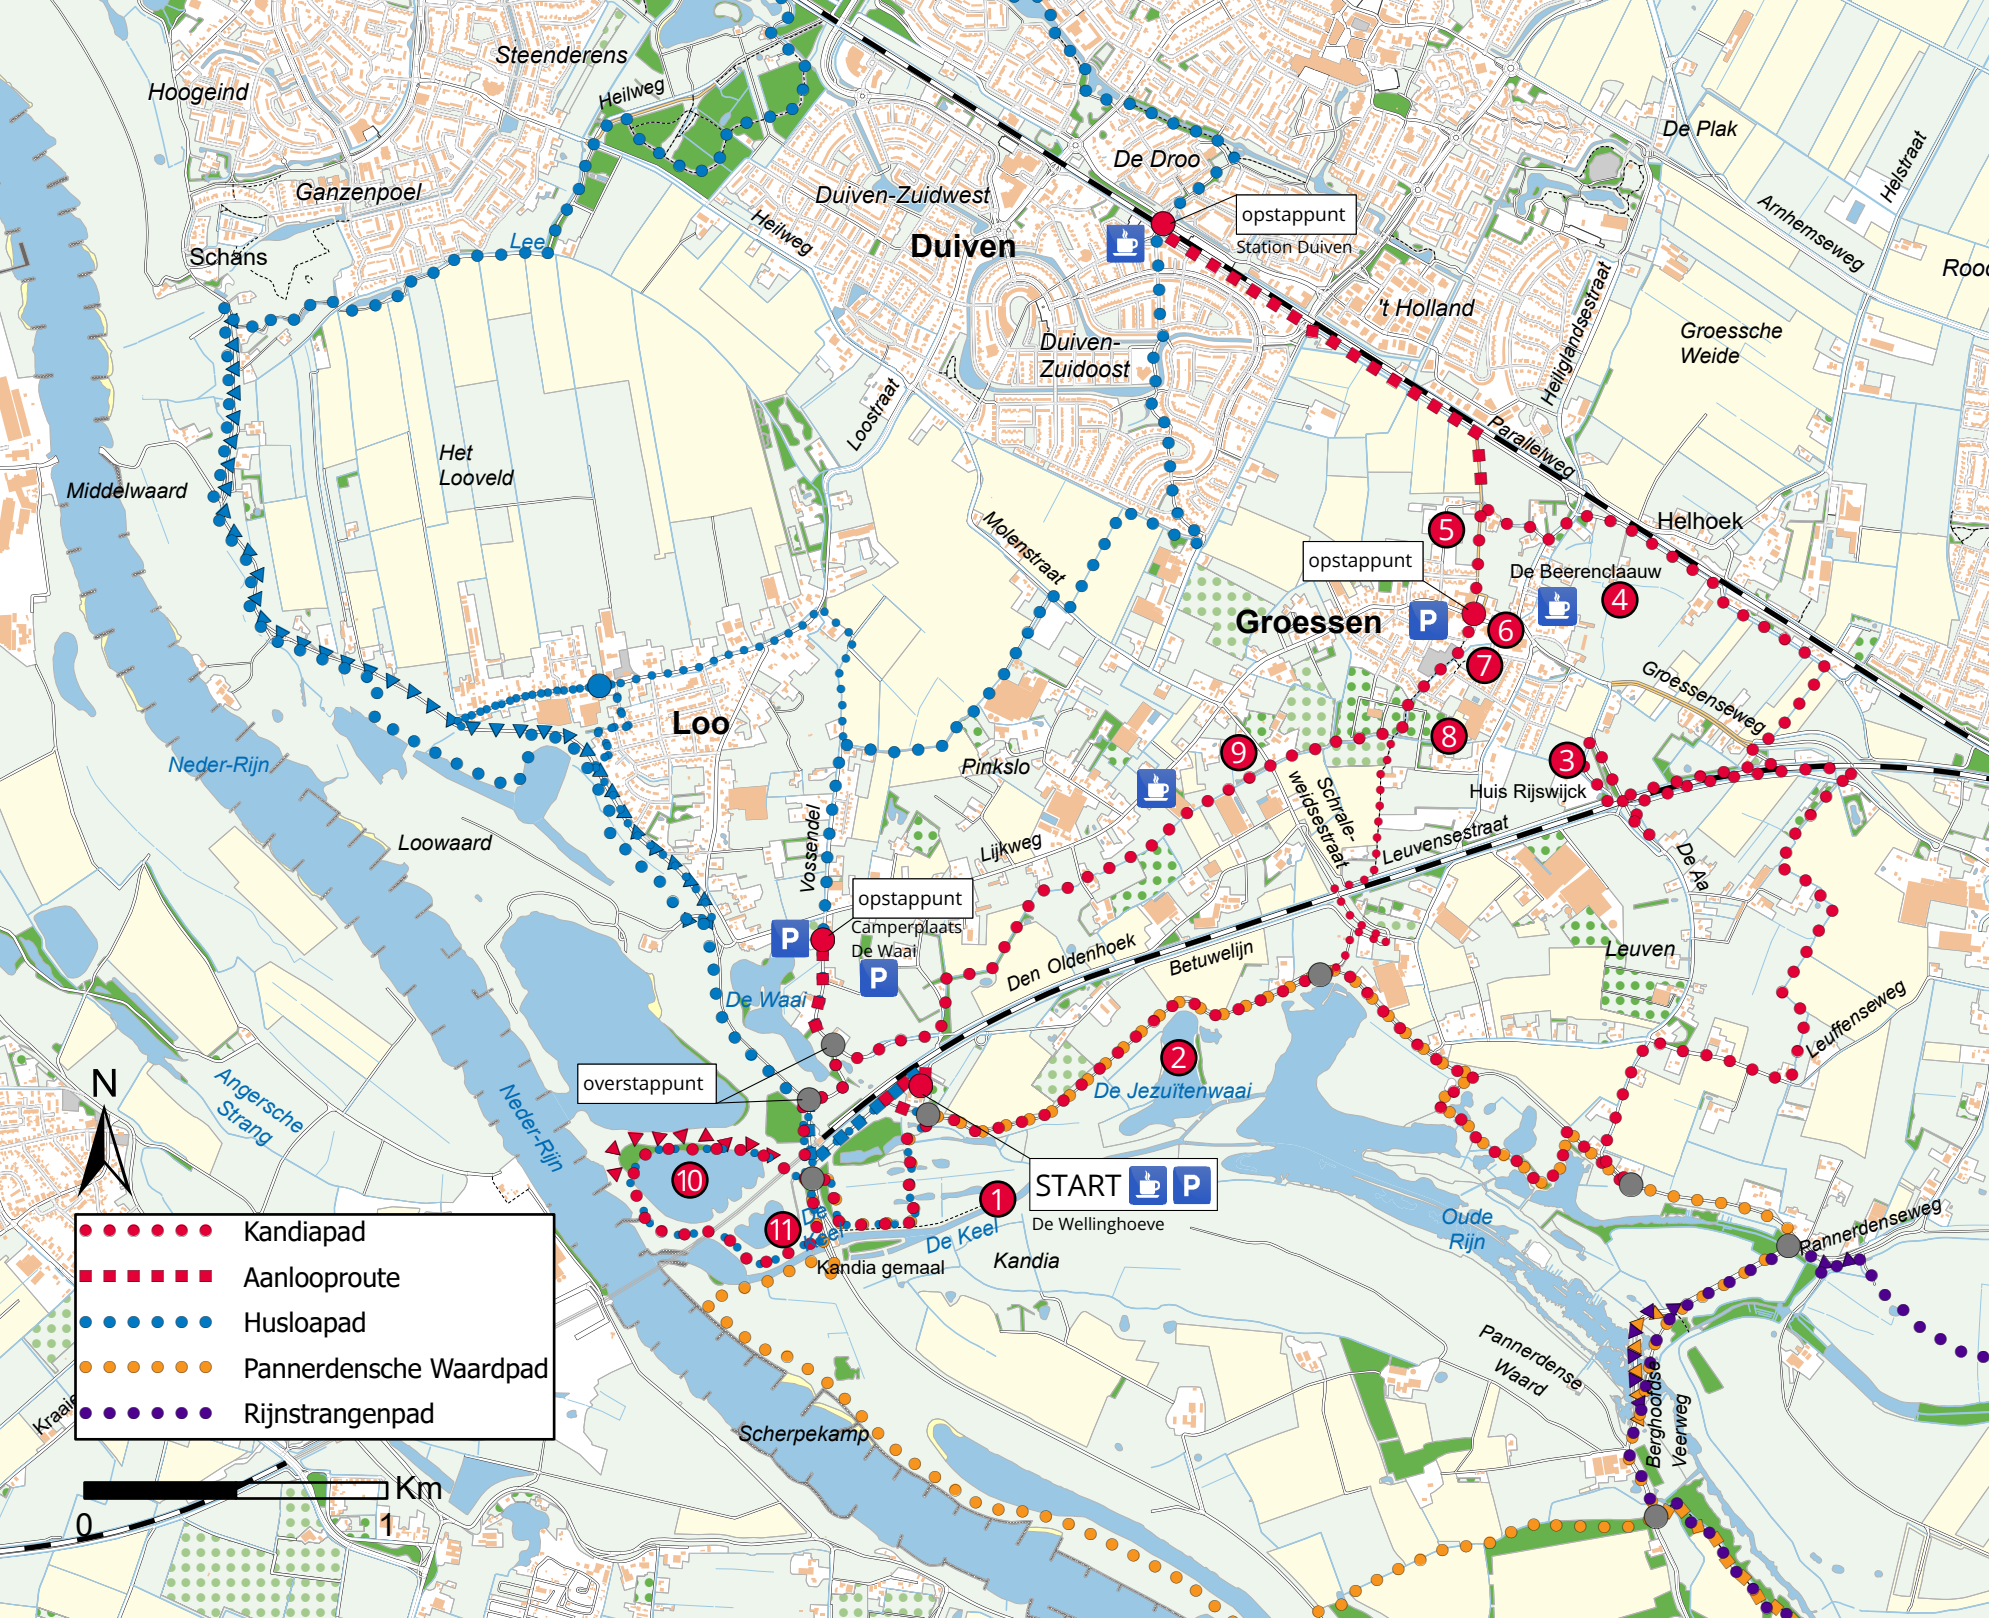 Steenderens
Hoogeind
Heilweg
De Plak
Helstraat
De Droo
Ganzenpoel
Duiven-Zuidwest
Arnhemseweg
opstappunt
Station Duiven
Heilweg
Lee
Duiven
Schans
Helliglandsestraat
't Holland
Groessche
Weide
Duiven-
Zuidoost
Loostraat
Parallelweg
Het
Looveld
Middelwaard
Molenstraat
5
Helhoek
opstappunt
De Beerenclaauw
4
P
Groessen
6
7
Groessenseweg
Loo
8
9
3
Neder-Rijn
Pinkslo
Huis Rijswijck
Schrale-
weidsestraat
Vossendel
Loowaard
Lijkweg
Leuvensestraat
De Aa
opstappunt
Camperplaats
De Waai
P
P
Den Oldenhoek
Betuwelijn
Leuven
De Waai
Leuffenseweg
2
De Jezuïtenwaai
N
overstappunt
Angersche
Strang
Neder-Rijn
10
START P
De Wellinghoeve
1
11
De
Keel
De Keel
Kandia
Kandia gemaal
Oude
Rijn
Pannerdenseweg
Kandiapad
Aanlooproute
Husloapad
Pannerdensche Waardpad
Rijnstrangenpad
Pannerdense
Waard
Berghoofdse
Veerweg
Scherpekamp
Km
0
1